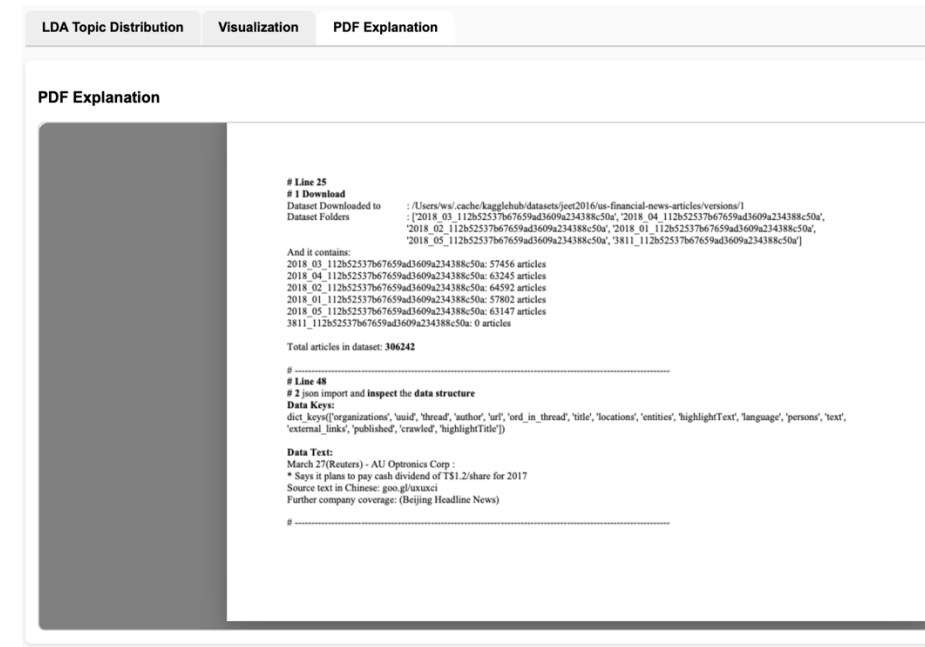 LDA Topic Distribution
Visualization
PDF Explanation
PDF Explanation
# Line 25
# 1 Download
Dataset Downloaded to : /Users/ws/.cache/kagglehub/datasets/jeet2016/us-financial-news-articles/versions/1
Dataset Folders : ['2018_03_112b52537b67659ad3609a234388c50a', '2018_04_112b52537b67659ad3609a234388c50a',
'2018_02_112b52537b67659ad3609a234388c50a', '2018_01_112b52537b67659ad3609a234388c50a',
'2018_05_112b52537b67659ad3609a234388c50a', '3811_112b52537b67659ad3609a234388c50a']
And it contains:
2018_03_112b52537b67659ad3609a234388c50a: 57456 articles
2018_04_112b52537b67659ad3609a234388c50a: 63245 articles
2018_02_112b52537b67659ad3609a234388c50a: 64592 articles
2018_01_112b52537b67659ad3609a234388c50a: 57802 articles
2018_05_112b52537b67659ad3609a234388c50a: 63147 articles
3811_112b52537b67659ad3609a234388c50a: 0 articles
Total articles in dataset: 306242
# ------------------------------------------------------------
# Line 48
# 2 json import and inspect the data structure
Data Keys:
dict_keys(['organizations', 'uuid', 'thread', 'author', 'url', 'ord_in_thread', 'title', 'locations', 'entities', 'highlightText', 'language', 'persons', 'text',
'external_links', 'published', 'crawled', 'highlightTitle'])
Data Text:
March 27(Reuters) - AU Optronics Corp :
* Says it plans to pay cash dividend of T$1.2/share for 2017
Source text in Chinese: goo.gl/uxuxci
Further company coverage: (Beijing Headline News)
# ------------------------------------------------------------